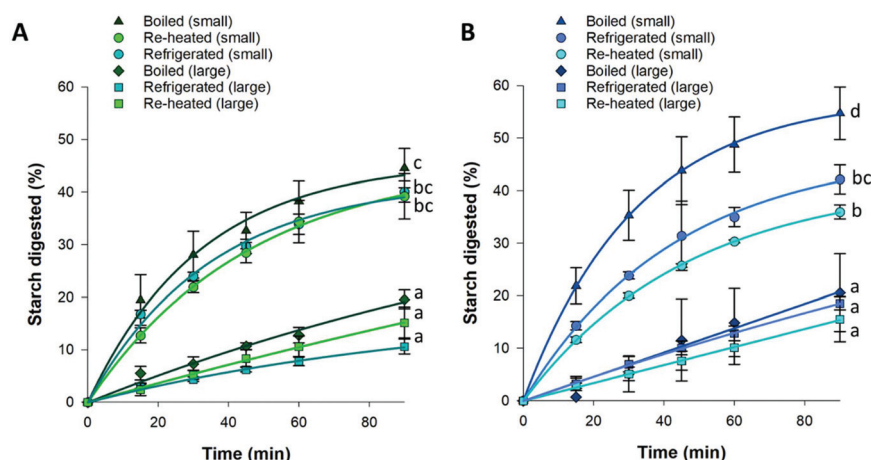 A
Boiled (small)
Re-heated (small)
Refrigerated (small)
Boiled (large)
Refrigerated (large)
Re-heated (large)
60
50
40
30
20
10
0
Starch digested (%)
c
bc
bc
a
a
a
0 20 40 60 80
Time (min)
B
Boiled (small)
Refrigerated (small)
Re-heated (small)
Boiled (large)
Refrigerated (large)
Re-heated (large)
60
50
40
30
20
10
0
Starch digested (%)
d
bc
b
a
a
a
0 20 40 60 80
Time (min)